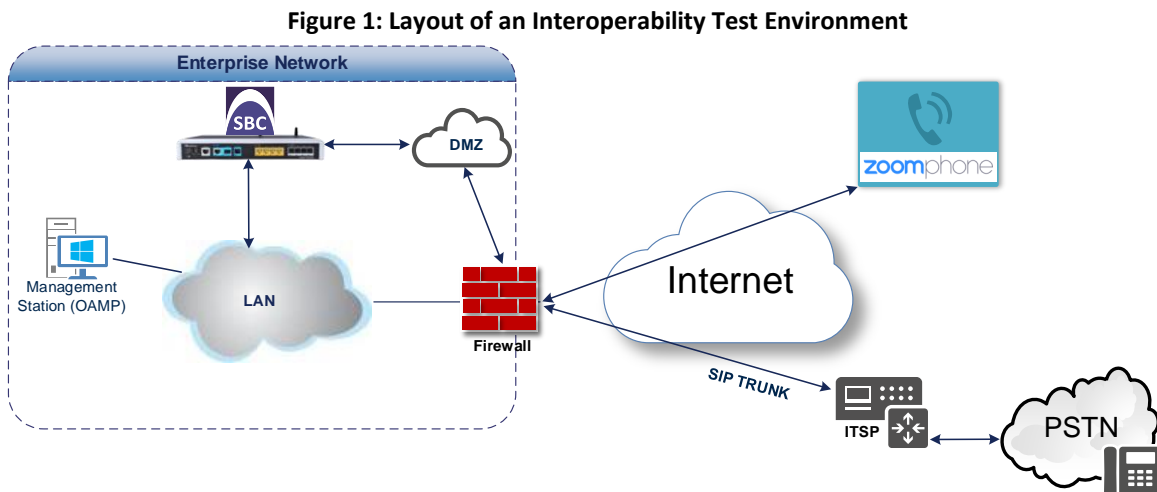 Figure 1: Layout of an Interoperability Test Environment
Enterprise Network
SBC
DMZ
zoomphone
Management
Station (OAMP)
LAN
Internet
Firewall
SIP TRUNK
ITSP
PSTN